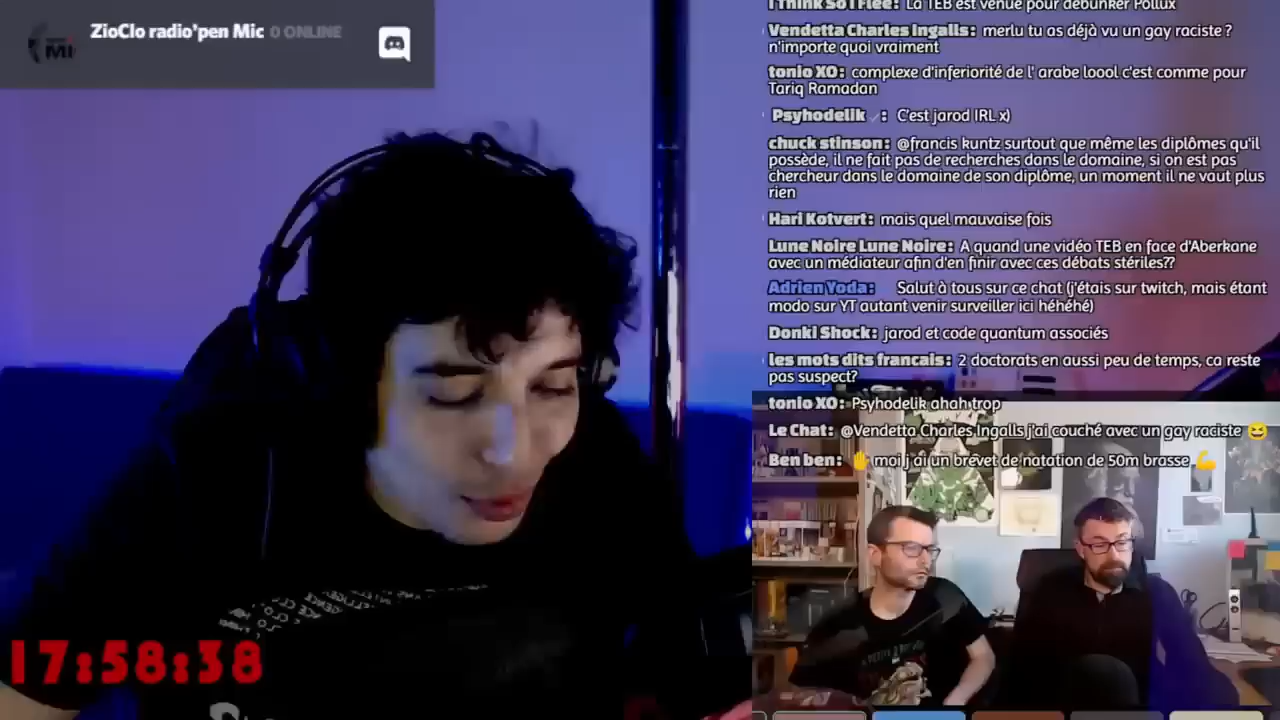 ZioClo radio'pen Mic 0 ONLINE
MI
I Think So I Flee: La TEB est venue pour debunker Pollux
Vendetta Charles Ingalls: merlu tu as déjà vu un gay raciste ?
n'importe quoi vraiment
tonio XO: complexe d'inferiorité de l' arabe loool c'est comme pour
Tariq Ramadan
Psyhodelik : C'est jarod IRL x)
chuck stinson: @francis kuntz surtout que même les diplômes qu'il
possède, il ne fait pas de recherches dans le domaine, si on est pas
chercheur dans le domaine de son diplôme, un moment il ne vaut plus
rien
Hari Kotvert: mais quel mauvaise fois
Lune Noire Lune Noire: A quand une vidéo TEB en face d'Aberkane
avec un médiateur afin d'en finir avec ces débats stériles??
Adrien Yoda: Salut à tous sur ce chat (j'étais sur twitch, mais étant
modo sur YT autant venir surveiller ici héhéhé)
Donki Shock: jarod et code quantum associés
les mots dits francais: 2 doctorats en aussi peu de temps, ca reste
pas suspect?
tonio XO: Psyhodelik ahah trop
Le Chat: @Vendetta Charles Ingalls j'ai couché avec un gay raciste 😆
Ben ben: ✋ moi j ai un brevet de natation de 50m brasse 💪
17:58:38